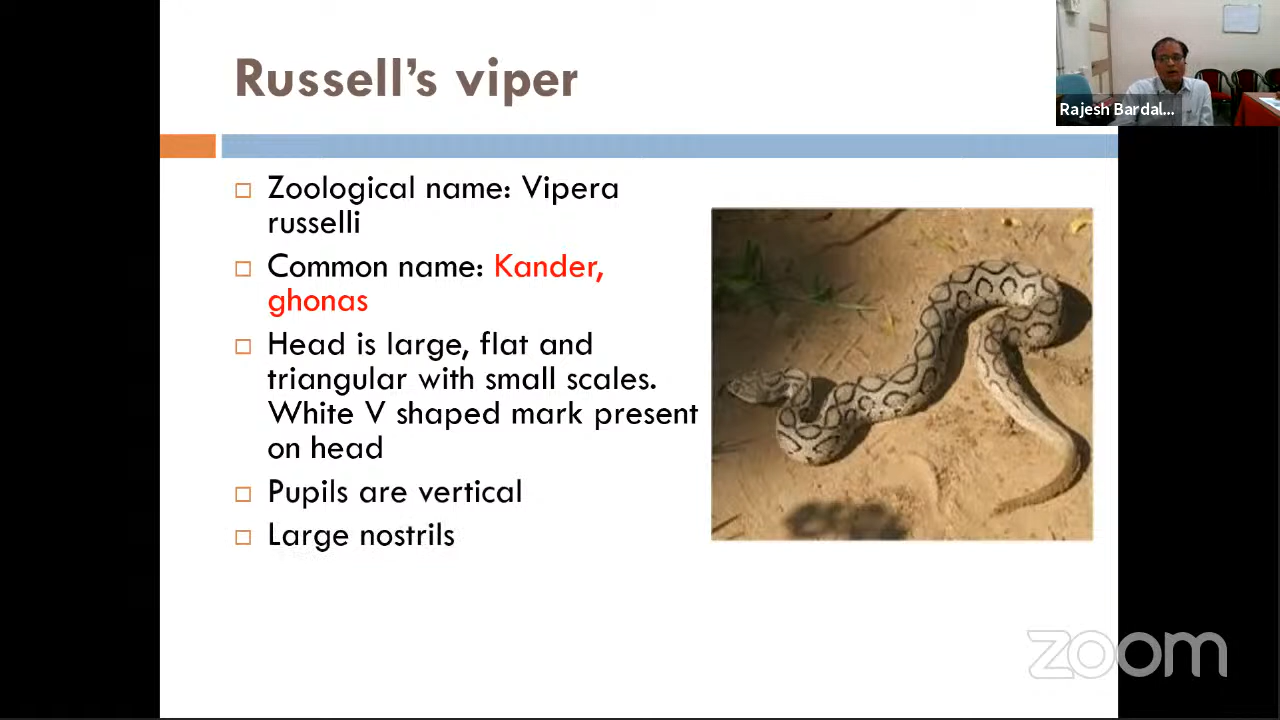 Russell’s viper
Rajesh Bardal...
Zoological name: Vipera
russelli
Common name: Kander,
ghonas
Head is large, flat and
triangular with small scales.
White V shaped mark present
on head
Pupils are vertical
Large nostrils
zoom